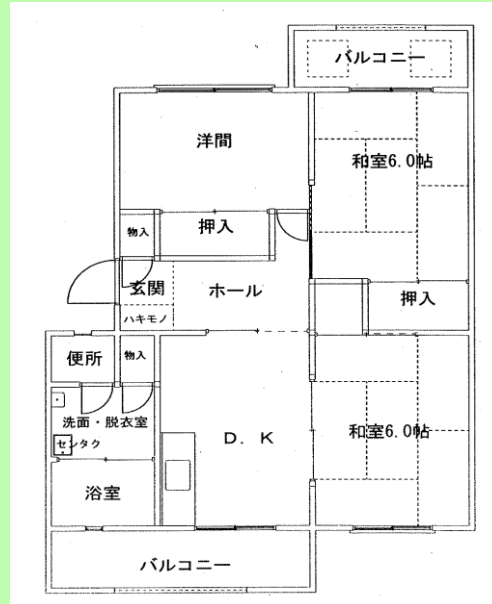 バルコニー
洋間
和室6.0帖
物入
押入
玄関
ホール
押入
ハキモノ
便所
物入
洗面・脱衣室
センタク
D. K
和室6.0帖
浴室
バルコニー